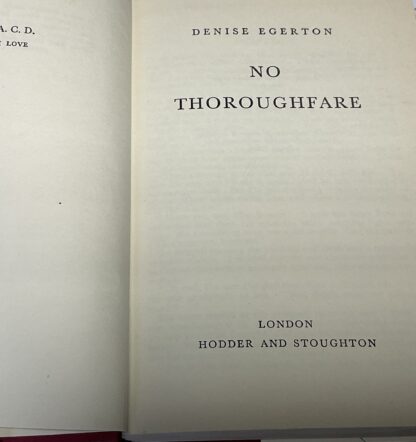 A. C. D.
LOVE
DENISE EGERTON
NO
THOROUGHFARE
LONDON
HODDER AND STOUGHTON